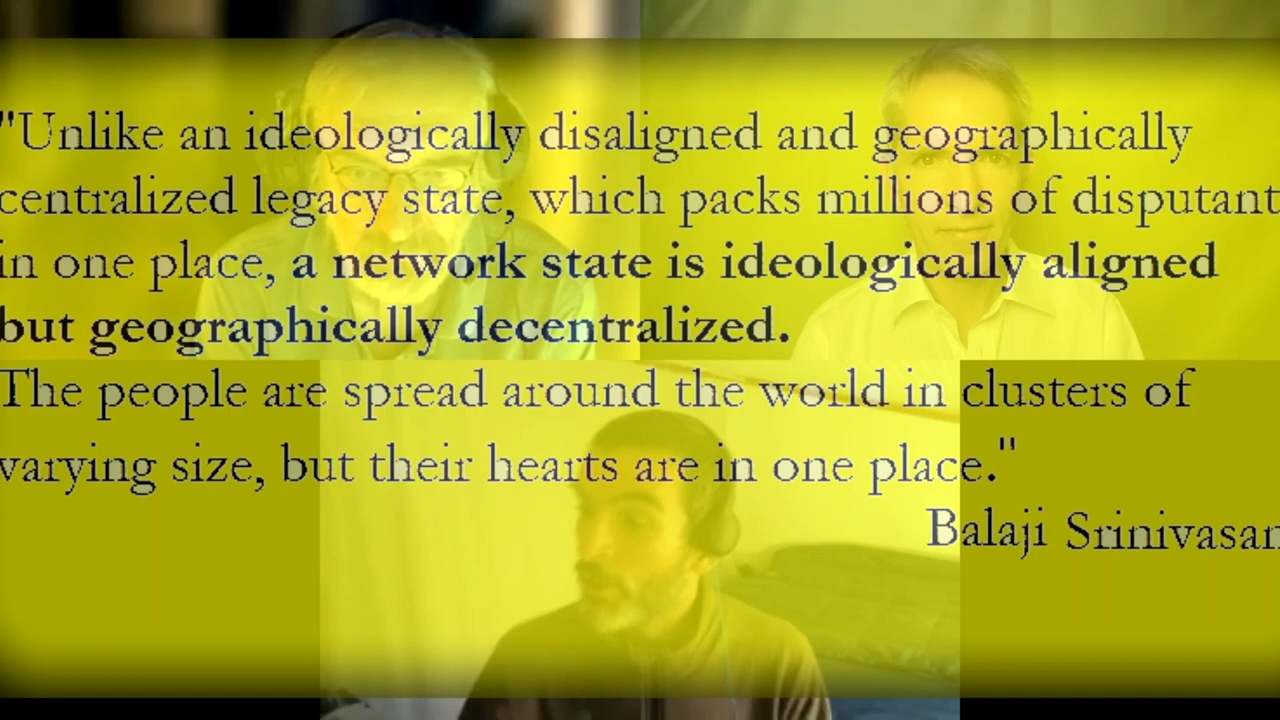 "Unlike an ideologically disaligned and geographically
centralized legacy state, which packs millions of disputant
in one place, a network state is ideologically aligned
but geographically decentralized.
The people are spread around the world in clusters of
varying size, but their hearts are in one place."
Balaji Srinivasan